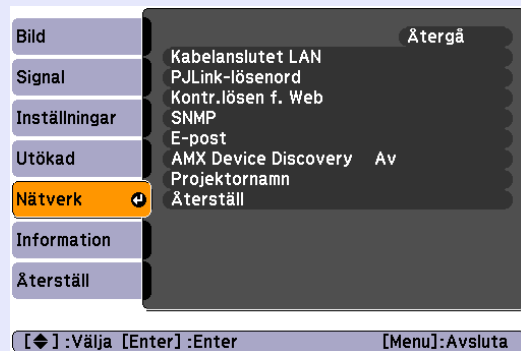 Bild
Signal
Inställningar
Utökad
Nätverk
Information
Återställ
Återgå
Kabelanslutet LAN
PJLink-lösenord
Kontr.lösen f. Web
SNMP
E-post
AMX Device Discovery Av
Projektornamn
Återställ
[◆] :Välja [Enter] :Enter [Menu]:Avsluta